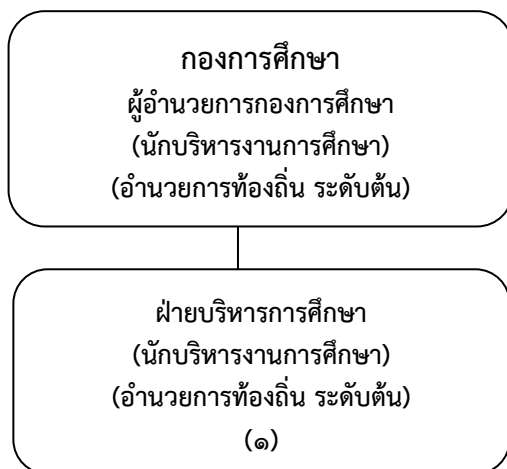 กองการศึกษา
ผู้อำนวยการกองการศึกษา
(นักบริหารงานการศึกษา)
(อำนวยการท้องถิ่น ระดับต้น)
ฝ่ายบริหารการศึกษา
(นักบริหารงานการศึกษา)
(อำนวยการท้องถิ่น ระดับต้น)
(๑)